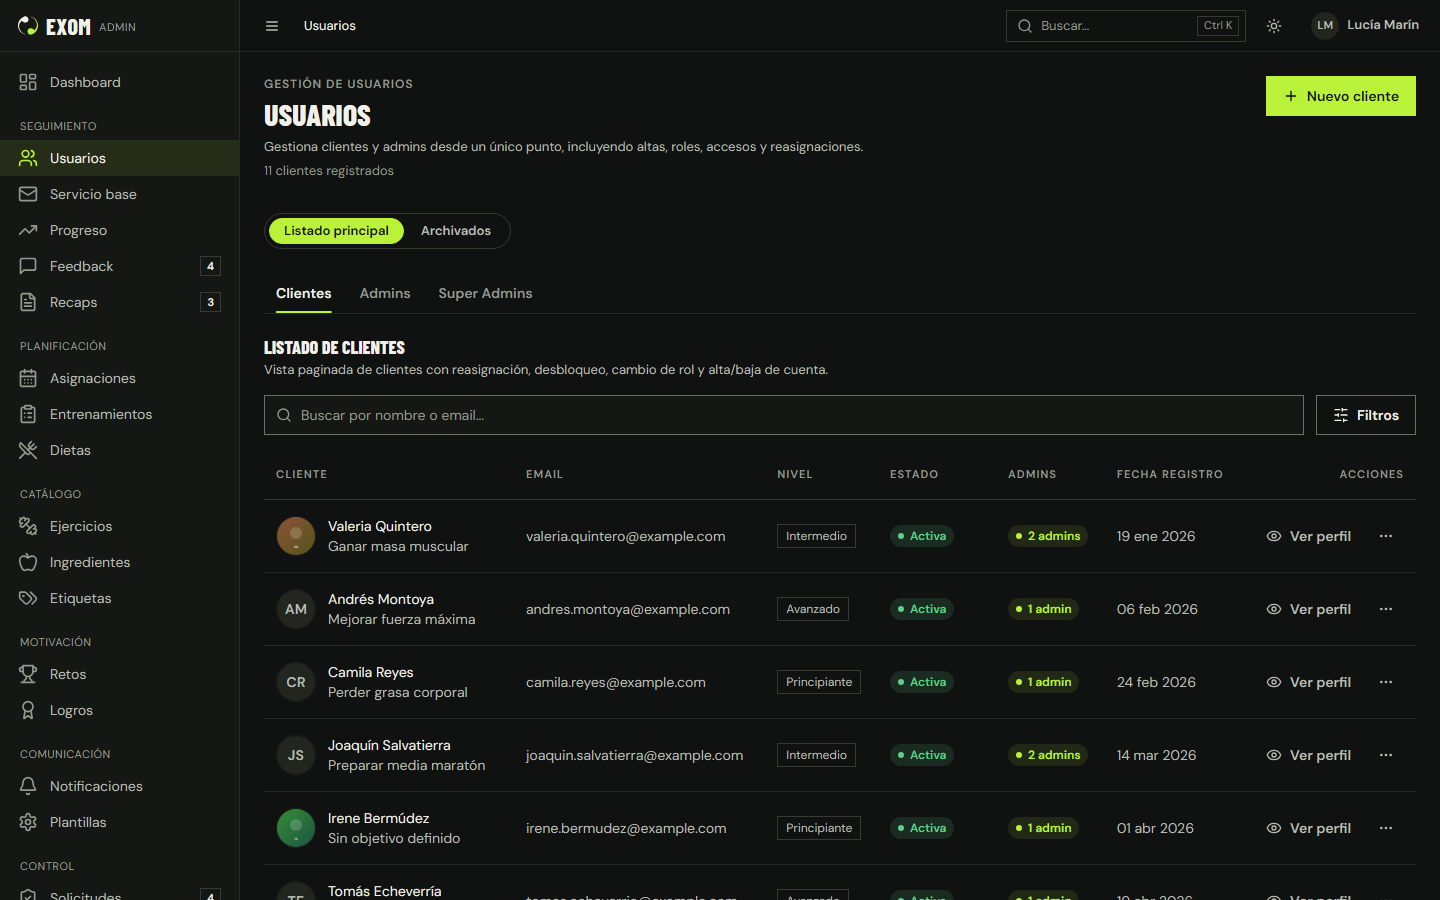 EXOM ADMIN
Usuarios
Buscar...
Ctrl K
LM
Lucía Marín
Dashboard
SEGUIMIENTO
Usuarios
Servicio base
Progreso
Feedback 4
Recaps 3
PLANIFICACIÓN
Asignaciones
Entrenamientos
Dietas
CATÁLOGO
Ejercicios
Ingredientes
Etiquetas
MOTIVACIÓN
Retos
Logros
COMUNICACIÓN
Notificaciones
Plantillas
CONTROL
Solicitudes 4
GESTIÓN DE USUARIOS
USUARIOS
Gestiona clientes y admins desde un único punto, incluyendo altas, roles, accesos y reasignaciones.
11 clientes registrados
Nuevo cliente
Listado principal Archivados
Clientes Admins Super Admins
LISTADO DE CLIENTES
Vista paginada de clientes con reasignación, desbloqueo, cambio de rol y alta/baja de cuenta.
Buscar por nombre o email...
Filtros
CLIENTE EMAIL NIVEL ESTADO ADMINS FECHA REGISTRO ACCIONES
Valeria Quintero
Ganar masa muscular
valeria.quintero@example.com Intermedio Activa 2 admins 19 ene 2026 Ver perfil
AM
Andrés Montoya
Mejorar fuerza máxima
andres.montoya@example.com Avanzado Activa 1 admin 06 feb 2026 Ver perfil
CR
Camila Reyes
Perder grasa corporal
camila.reyes@example.com Principiante Activa 1 admin 24 feb 2026 Ver perfil
JS
Joaquín Salvatierra
Preparar media maratón
joaquin.salvatierra@example.com Intermedio Activa 2 admins 14 mar 2026 Ver perfil
Irene Bermúdez
Sin objetivo definido
irene.bermudez@example.com Principiante Activa 1 admin 01 abr 2026 Ver perfil
Tomás Echeverría